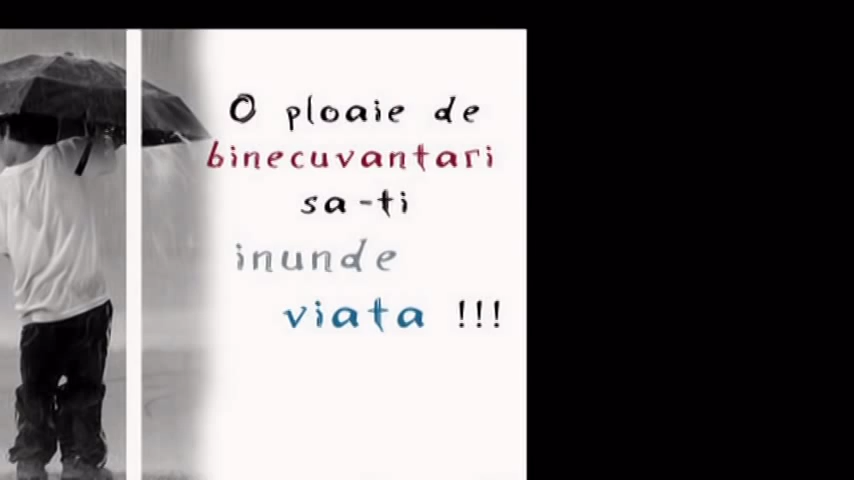 O ploaie de
binecuvantari
sa-ti
inunde
viata !!!